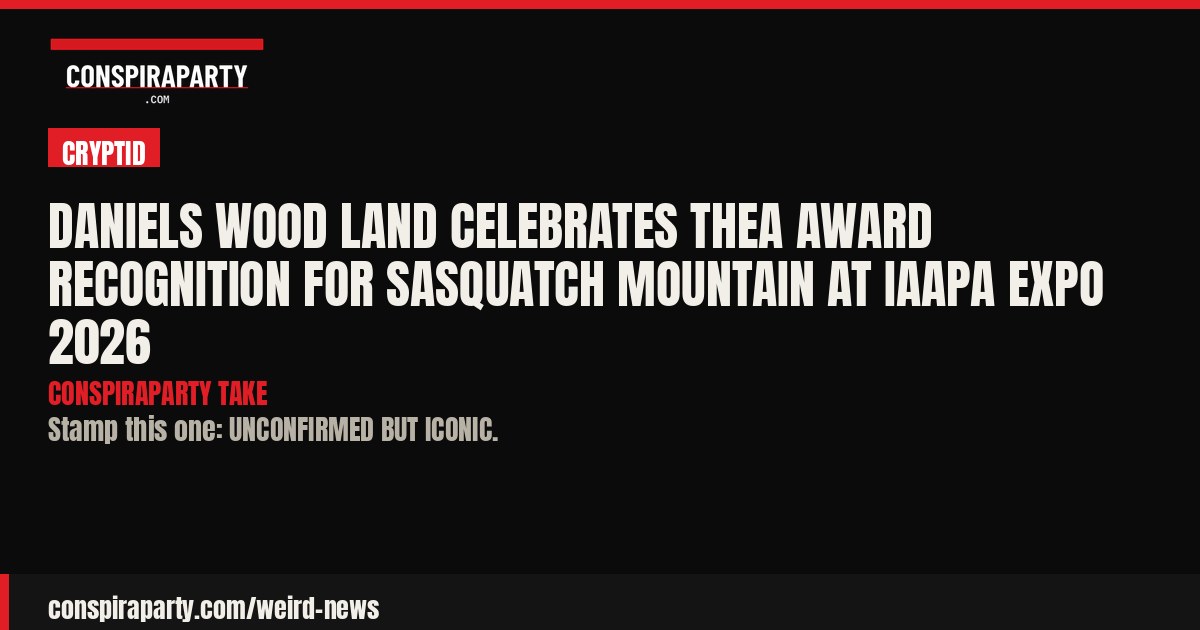 CONSPIRAPARTY
.COM
CRYPTID
DANIELS WOOD LAND CELEBRATES THEA AWARD
RECOGNITION FOR SASQUATCH MOUNTAIN AT IAAPA EXPO
2026
CONSPIRAPARTY TAKE
Stamp this one: UNCONFIRMED BUT ICONIC.
conspiraparty.com/weird-news